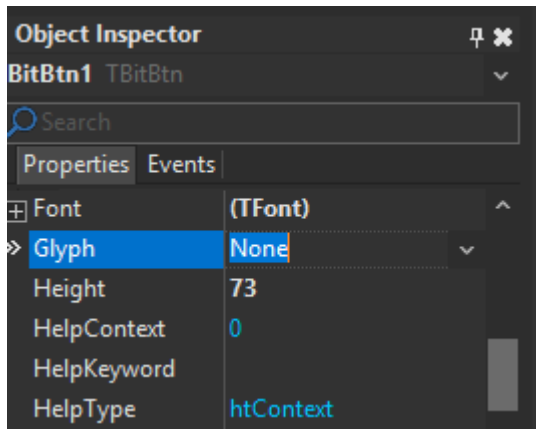 Object Inspector
BitBtn1 TBitBtn
Search
Properties Events
Font (TFont)
Glyph None
Height 73
HelpContext 0
HelpKeyword
HelpType htContext